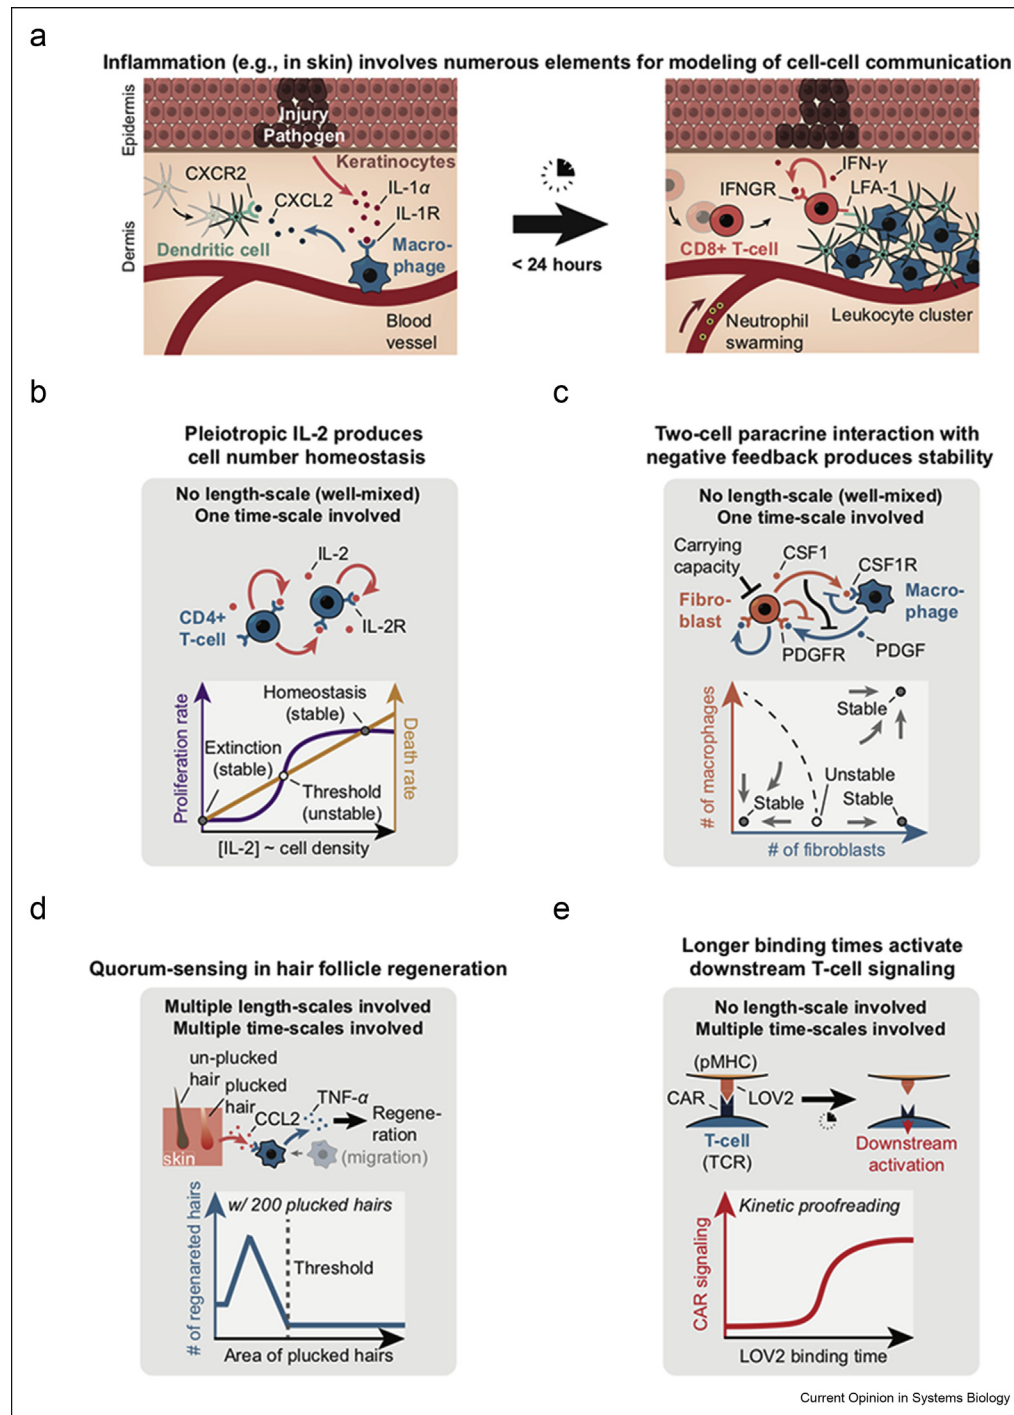 a
Inflammation (e.g., in skin) involves numerous elements for modeling of cell-cell communication
Epidermis
Dermis
Injury
Pathogen
Keratinocytes
CXCR2
CXCL2
IL-1α
IL-1R
Dendritic cell
Macro-
phage
Blood
vessel
< 24 hours
IFN-γ
IFNGR
LFA-1
CD8+ T-cell
Leukocyte cluster
Neutrophil
swarming
b
Pleiotropic IL-2 produces
cell number homeostasis
No length-scale (well-mixed)
One time-scale involved
IL-2
CD4+
T-cell
IL-2R
Proliferation rate
Homeostasis
(stable)
Extinction
(stable)
Threshold
(unstable)
Death rate
[IL-2] ~ cell density
c
Two-cell paracrine interaction with
negative feedback produces stability
No length-scale (well-mixed)
One time-scale involved
Carrying
capacity
CSF1
CSF1R
Fibro-
blast
Macro-
phage
PDGFR
PDGF
# of macrophages
Stable
Unstable
Stable
Stable
# of fibroblasts
d
Quorum-sensing in hair follicle regeneration
Multiple length-scales involved
Multiple time-scales involved
un-plucked
hair
plucked
hair
CCL2
TNF-α
Regene-
ration
(migration)
skin
# of regenareted hairs
w/ 200 plucked hairs
Threshold
Area of plucked hairs
e
Longer binding times activate
downstream T-cell signaling
No length-scale involved
Multiple time-scales involved
(pMHC)
CAR
LOV2
T-cell
(TCR)
Downstream
activation
CAR signaling
Kinetic proofreading
LOV2 binding time
Current Opinion in Systems Biology